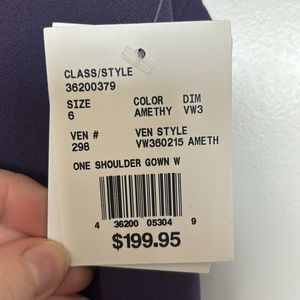 CLASS/STYLE
36200379
SIZE COLOR DIM
6 AMETHY VW3
VEN # VEN STYLE
298 VW360215 AMETH
ONE SHOULDER GOWN W
4 36200 05304 9
$199.95